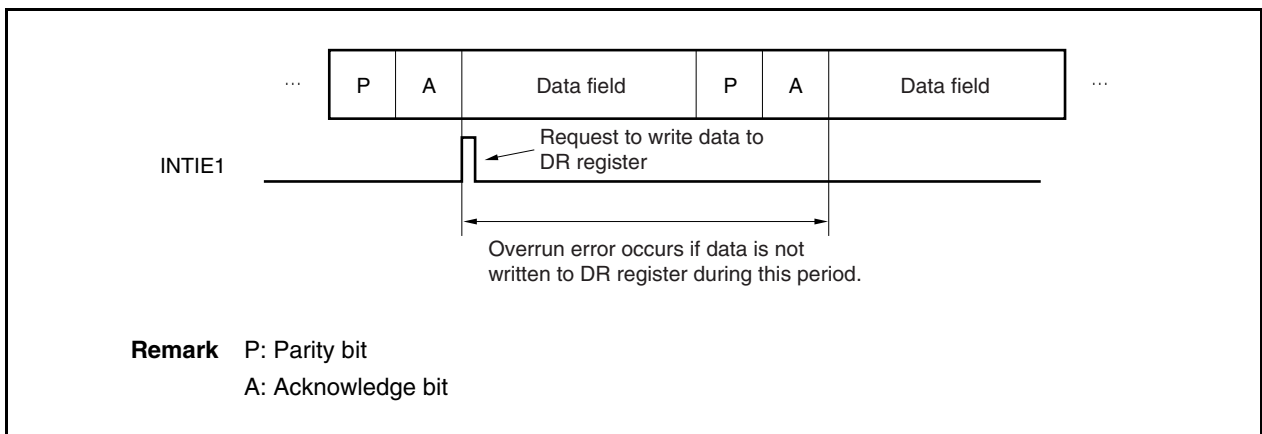 ... P A Data field P A Data field ...
INTIE1
Request to write data to
DR register
Overrun error occurs if data is not
written to DR register during this period.
Remark P: Parity bit
A: Acknowledge bit